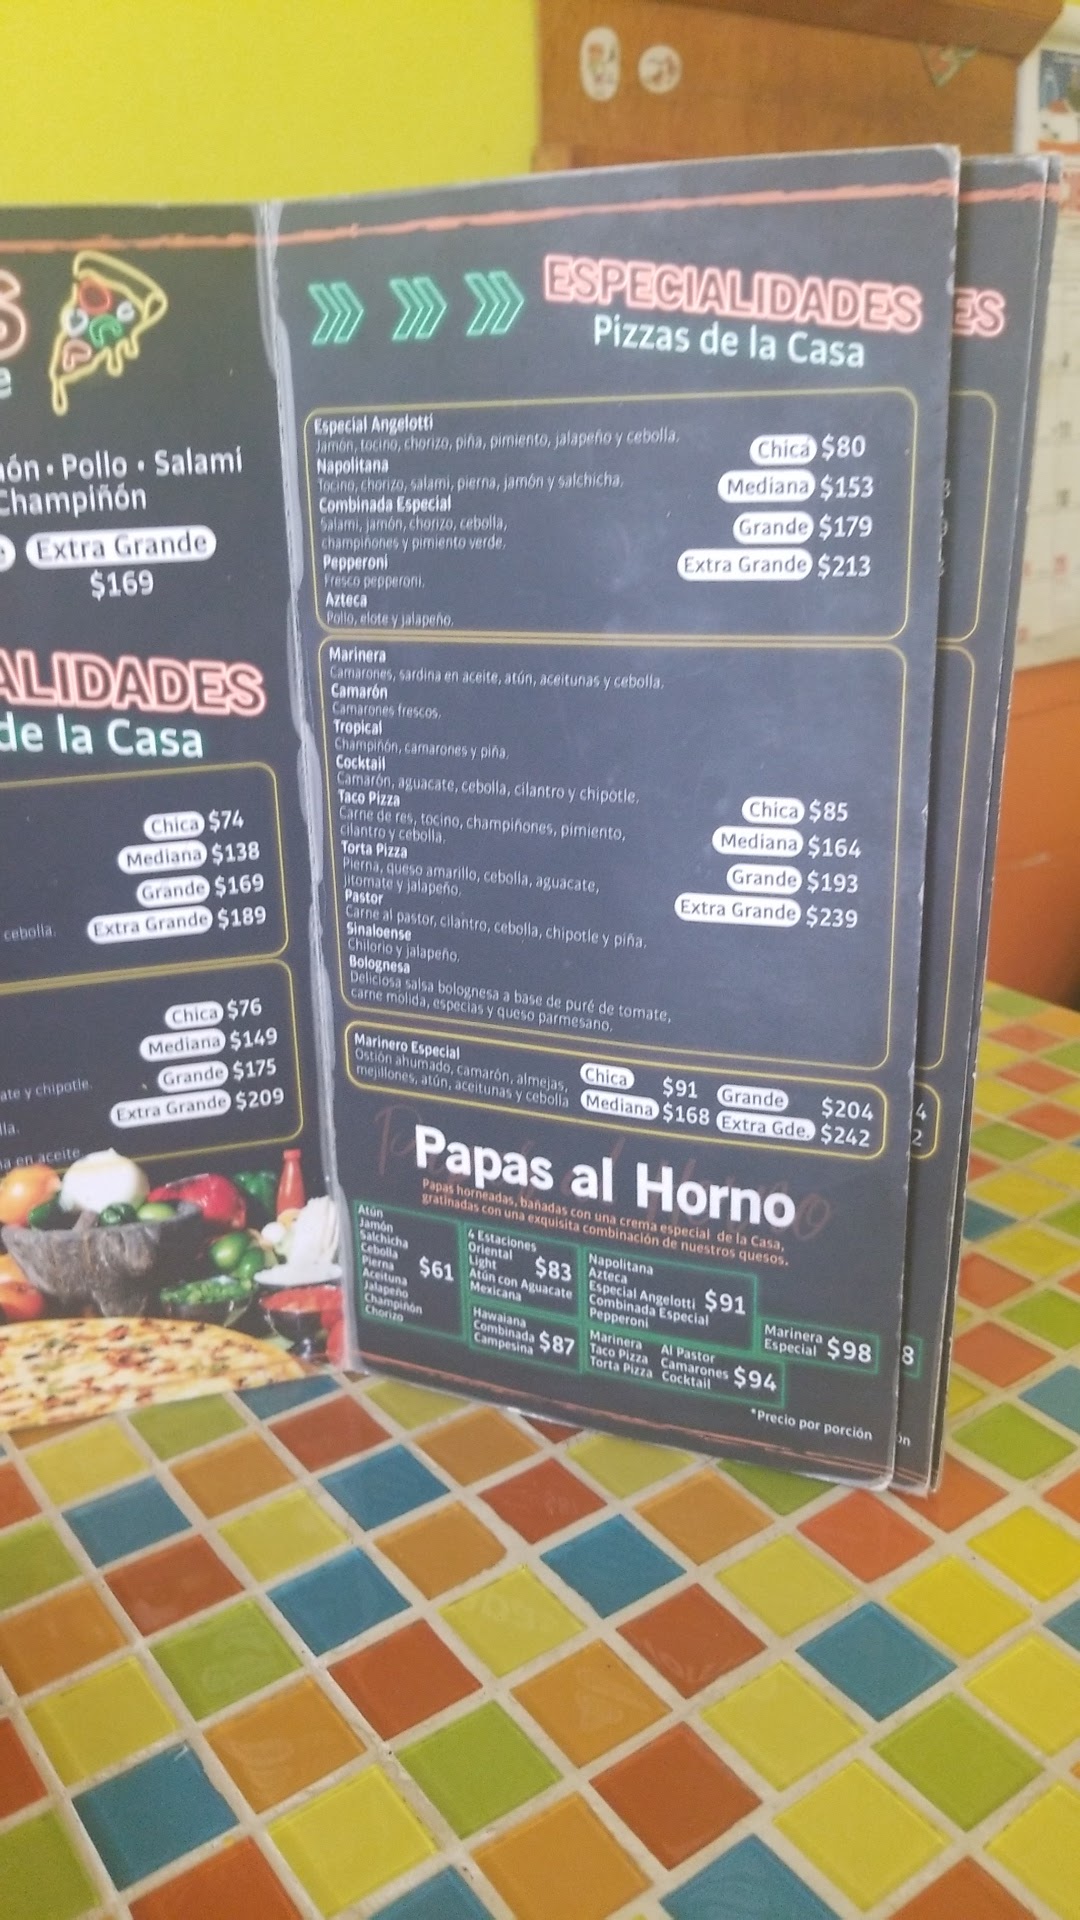 ón • Pollo • Salamí
Champiñón
Extra Grande
$169
ALIDADES
de la Casa
Chica $74
Mediana $138
Grande $169
cebolla. Extra Grande $189
Chica $76
Mediana $149
Grande $175
ate y chipotle.
Extra Grande $209
lla.
a en aceite
ESPECIALIDADES
Pizzas de la Casa
Especial Angelotti
Jamón, tocino, chorizo, piña, pimiento, jalapeño y cebolla.
Napolitana
Tocino, chorizo, salami, pierna, jamón y salchicha.
Combinada Especial
Salami, jamón, chorizo, cebolla,
champiñones y pimiento verde.
Pepperoni
Fresco pepperoni.
Azteca
Pollo, elote y jalapeño.
Chica $80
Mediana $153
Grande $179
Extra Grande $213
Marinera
Camarones, sardina en aceite, atún, aceitunas y cebolla.
Camarón
Camarones frescos.
Tropical
Champiñón, camarones y piña.
Cocktail
Camarón, aguacate, cebolla, cilantro y chipotle.
Taco Pizza
Carne de res, tocino, champiñones, pimiento,
cilantro y cebolla.
Torta Pizza
Pierna, queso amarillo, cebolla, aguacate,
jitomate y jalapeño.
Pastor
Carne al pastor, cilantro, cebolla, chipotle y piña.
Sinaloense
Chilorio y jalapeño.
Bolognesa
Deliciosa salsa bolognesa a base de puré de tomate,
carne molida, especias y queso parmesano.
Chica $85
Mediana $164
Grande $193
Extra Grande $239
Marinero Especial
Ostión ahumado, camarón, almejas,
mejillones, atún, aceitunas y cebolla
Chica $91 Grande $204
Mediana $168 Extra Gde. $242
Papas al Horno
Papas horneadas, bañadas con una crema especial de la Casa,
gratinadas con una exquisita combinación de nuestros quesos.
Atún
Jamón
Salchicha
Cebolla
Pierna
Aceituna
Jalapeño
Champiñón
Chorizo
$61
4 Estaciones
Oriental
Light
Atún con Aguacate
Mexicana
$83
Hawaiana
Combinada
Campesina
$87
Napolitana
Azteca
Especial Angelotti
Combinada Especial
Pepperoni
$91
Marinera
Taco Pizza
Torta Pizza
Al Pastor
Camarones
Cocktail
$94
Marinera
Especial
$98
*Precio por porción
ES
4
2
8
ón